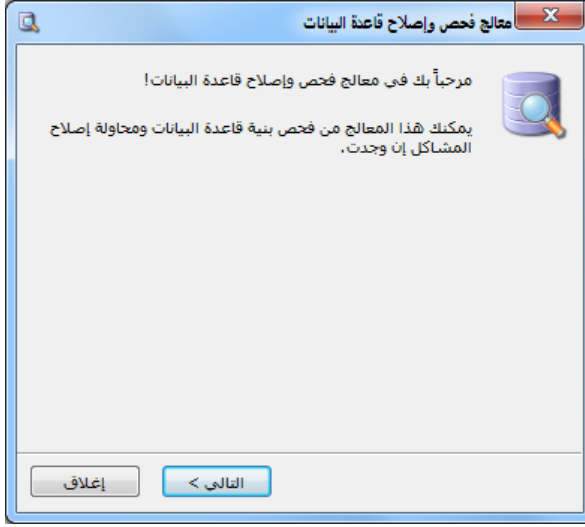 معالج فحص وإصلاح قاعدة البيانات
مرحباً بك في معالج فحص وإصلاح قاعدة البيانات!
يمكنك هذا المعالج من فحص بنية قاعدة البيانات ومحاولة إصلاح
المشاكل إن وجدت.
التالي >
إغلاق